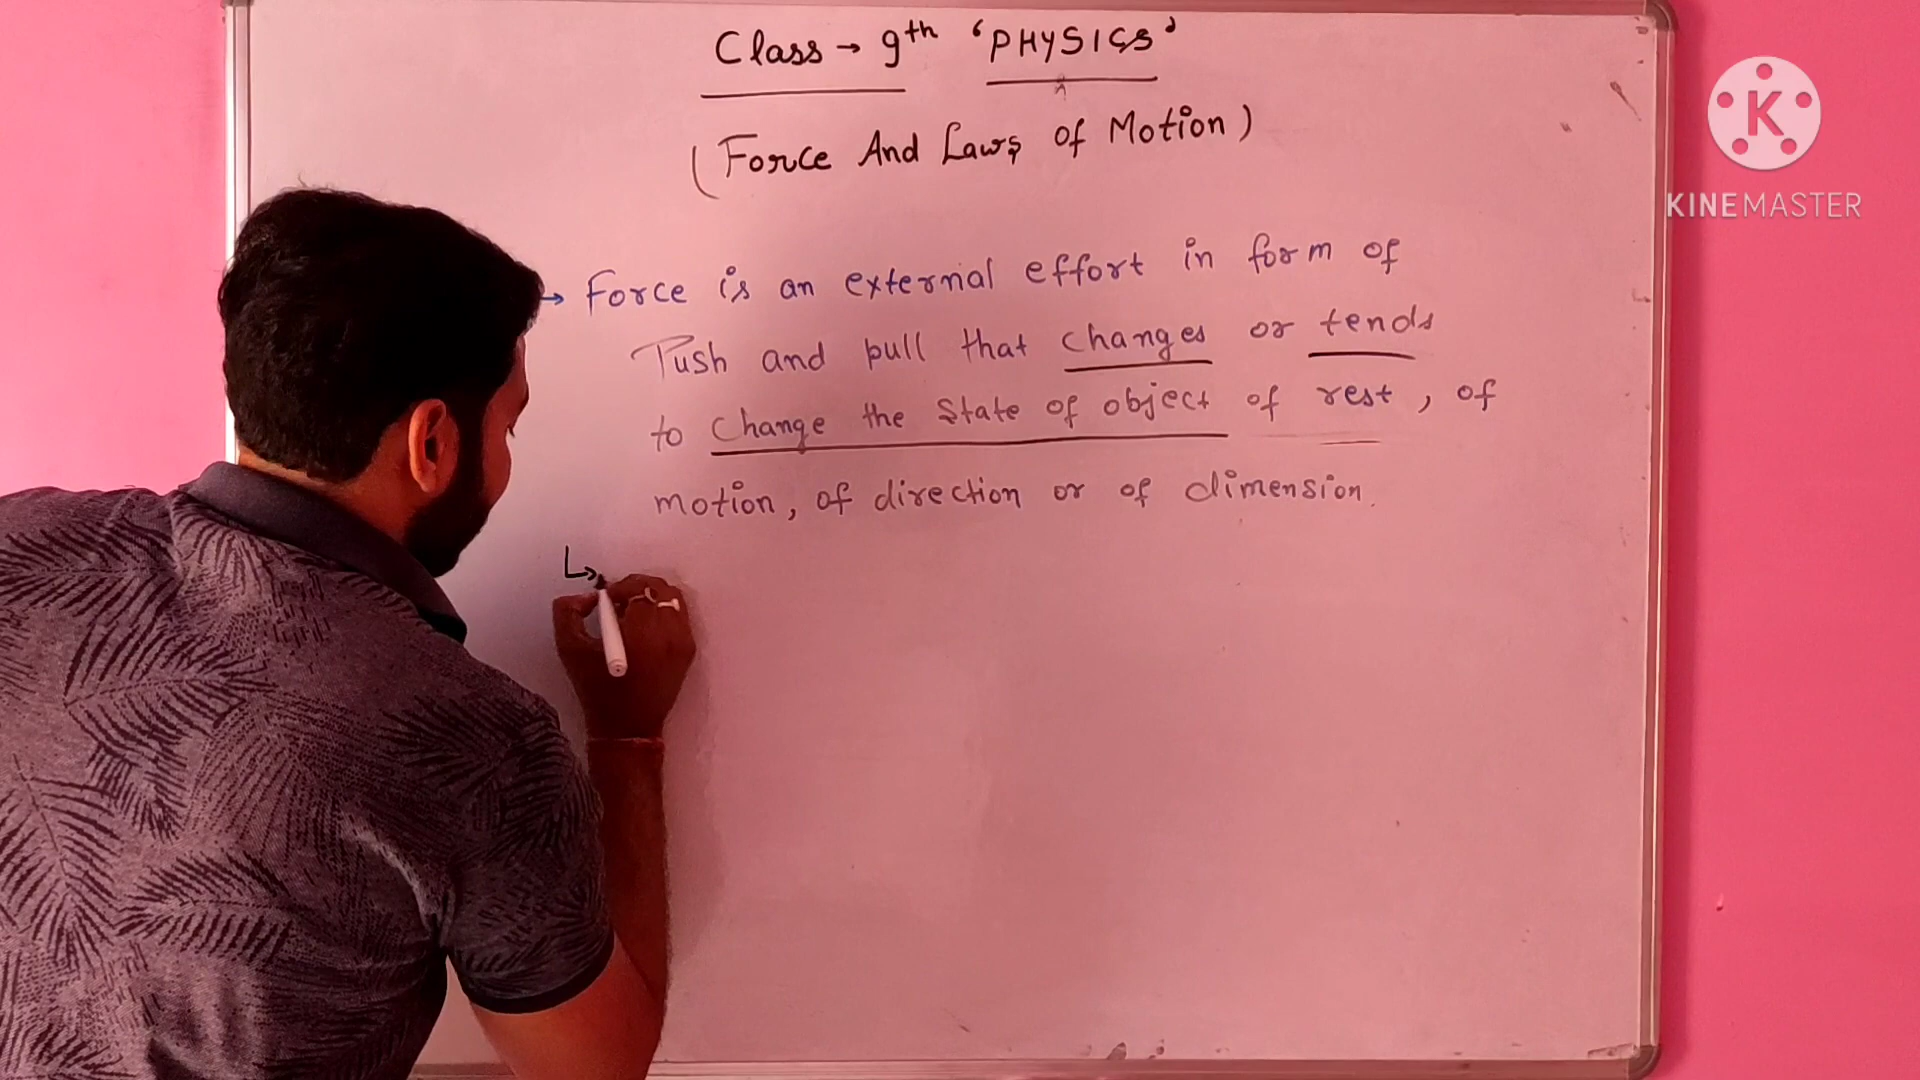 Class → 9th 'PHYSICS'
(Force And Laws of Motion)
→ Force is an external effort in form of
Push and pull that changes or tends
to change the state of object of rest, of
motion, of direction or of dimension.
K
KINEMASTER